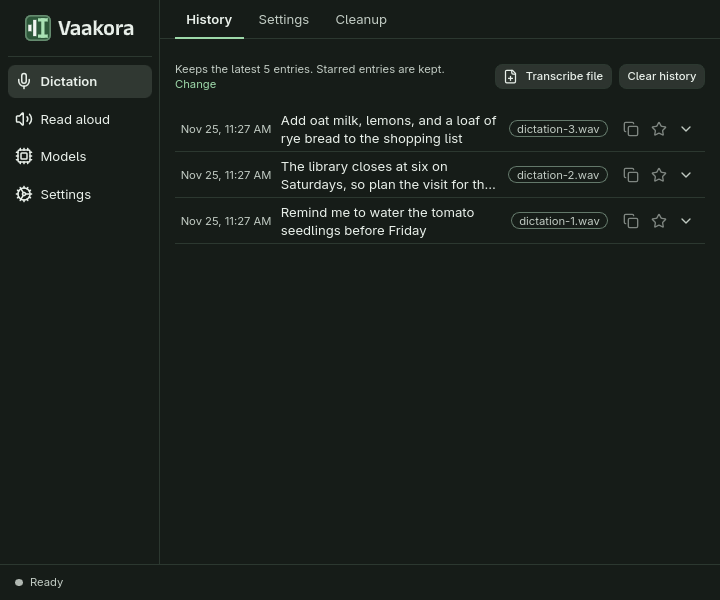 Vaakora
Dictation
Read aloud
Models
Settings
History Settings Cleanup
Keeps the latest 5 entries. Starred entries are kept.
Change
Transcribe file
Clear history
Nov 25, 11:27 AM
Add oat milk, lemons, and a loaf of
rye bread to the shopping list
dictation-3.wav
Nov 25, 11:27 AM
The library closes at six on
Saturdays, so plan the visit for th...
dictation-2.wav
Nov 25, 11:27 AM
Remind me to water the tomato
seedlings before Friday
dictation-1.wav
Ready